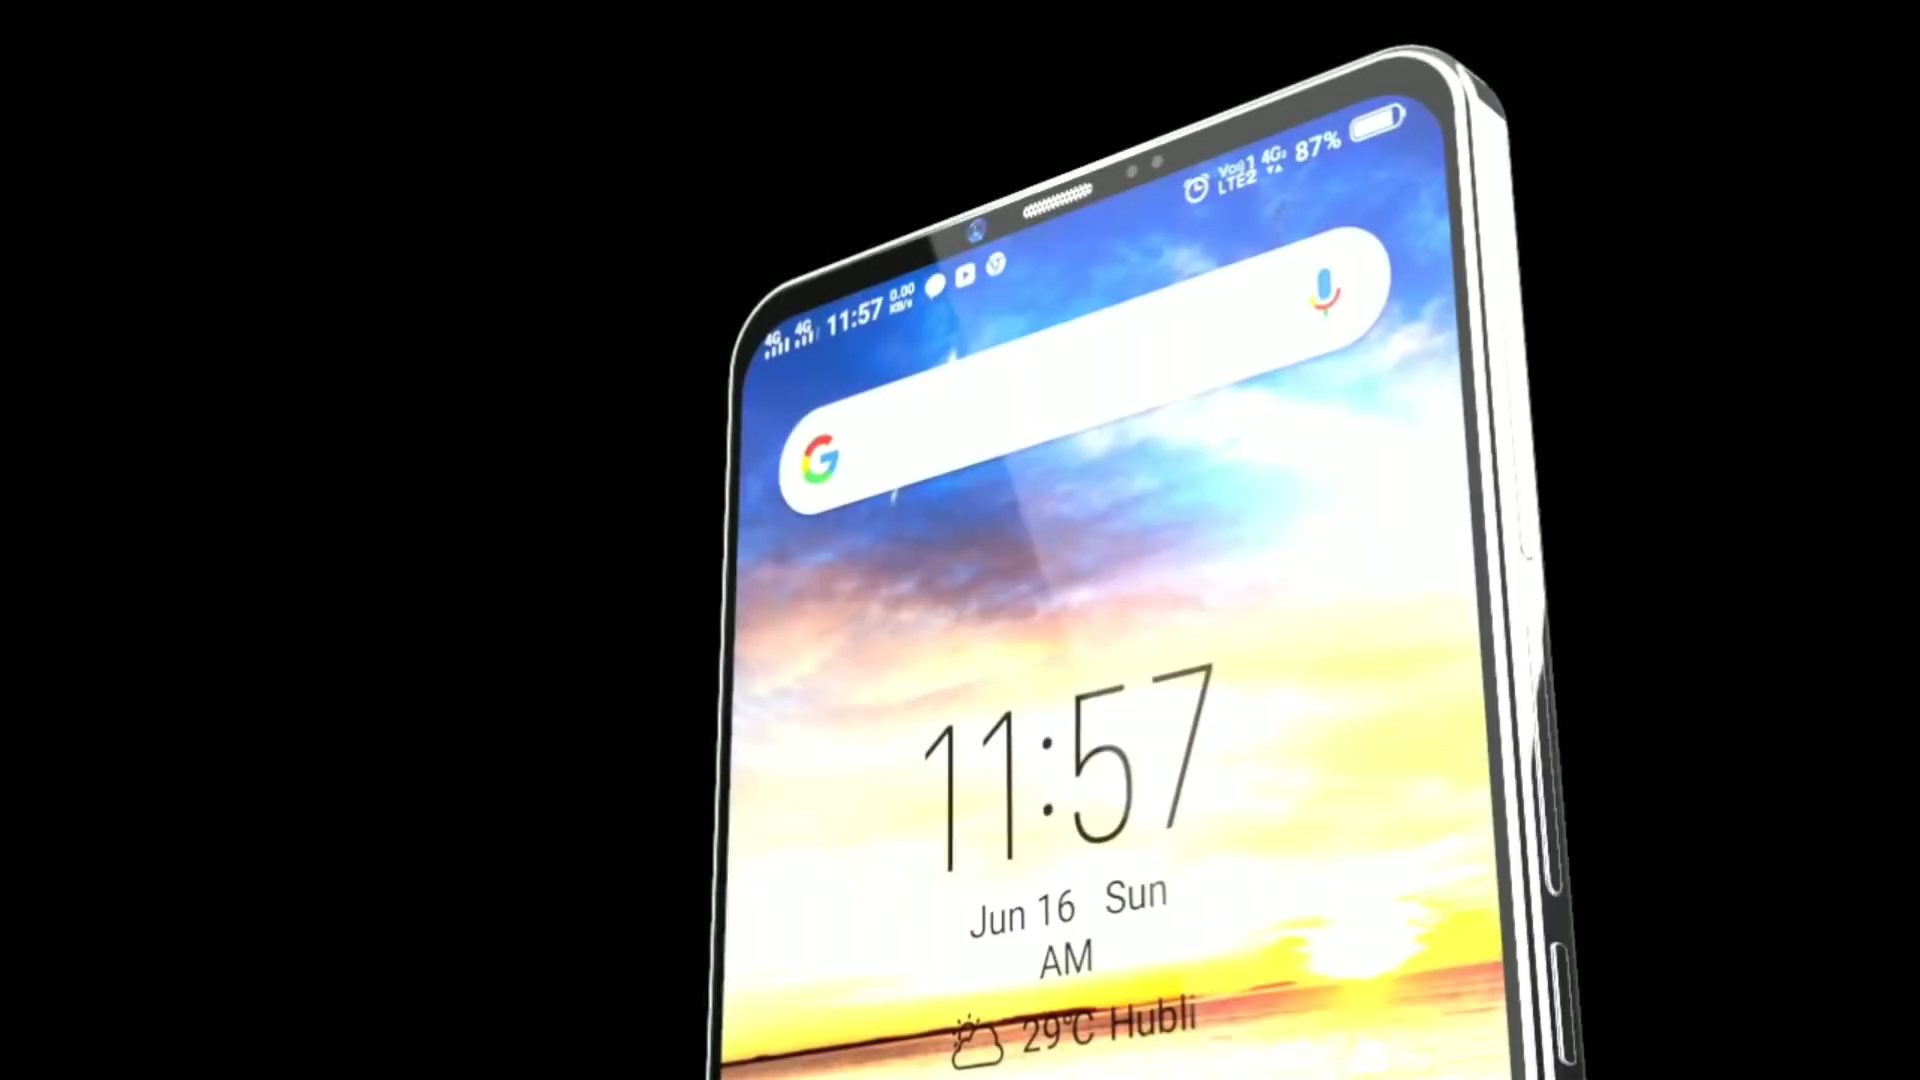 4G 4G 11:57 0.00 KB/s
Vo 1 4G2 87%
LTE2
G
11:57
Jun 16 Sun
AM
29°C Hubli